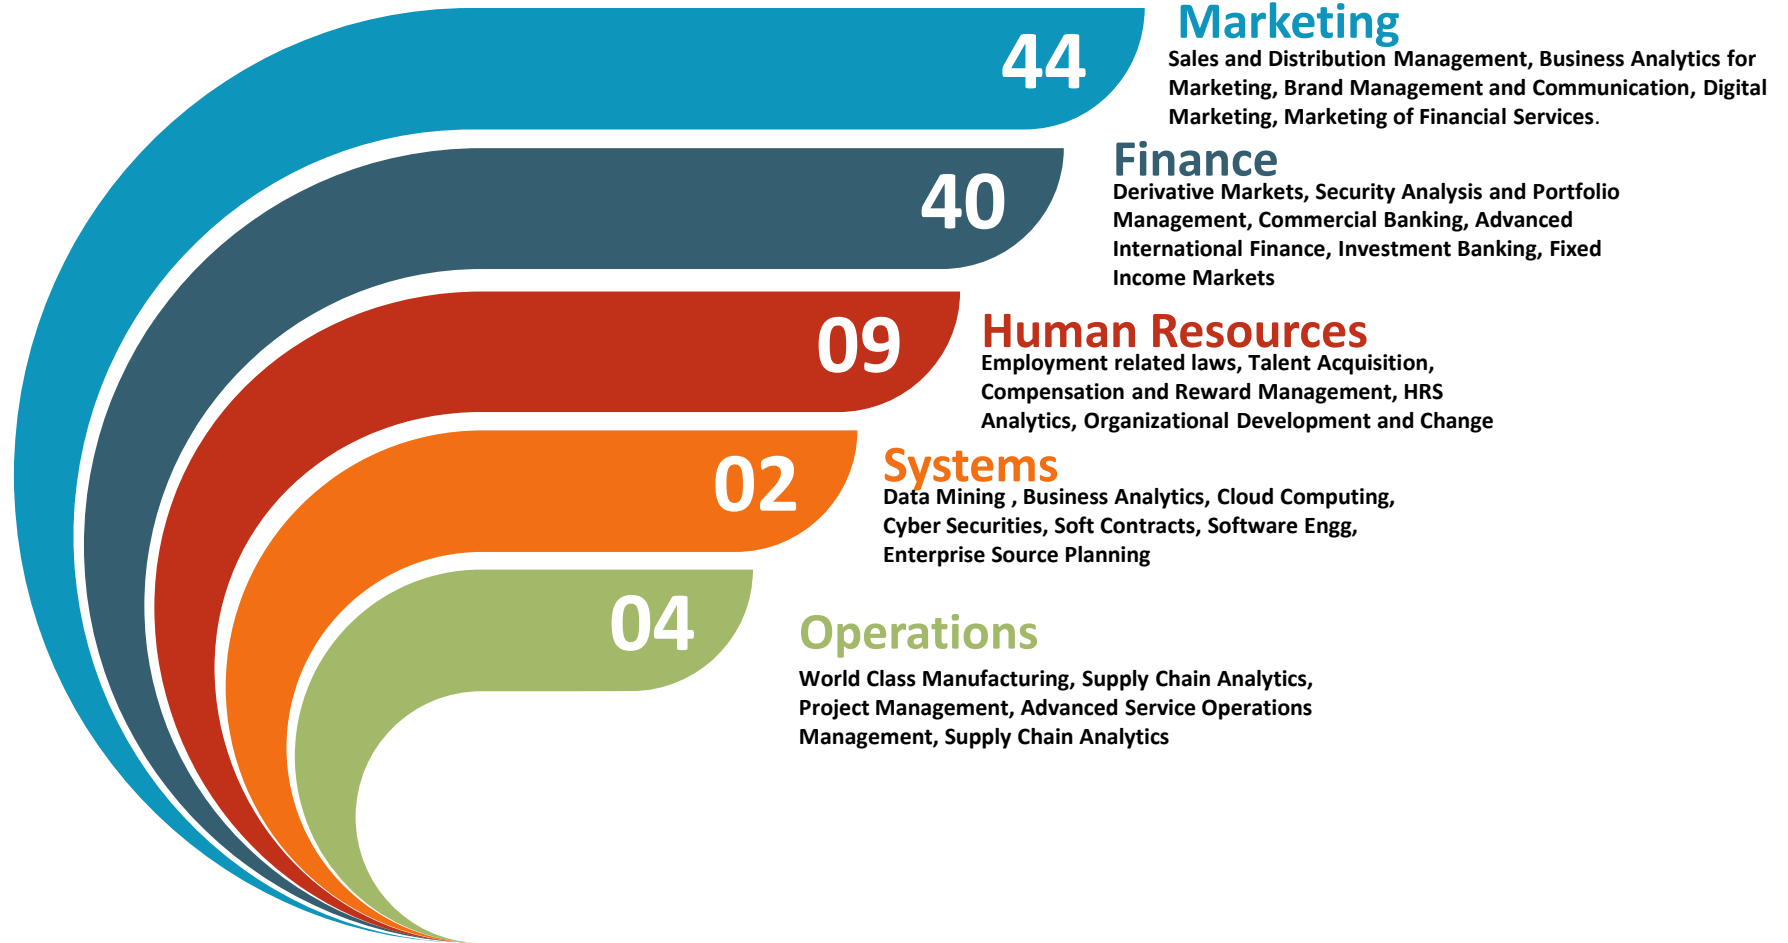 44
Marketing
Sales and Distribution Management, Business Analytics for
Marketing, Brand Management and Communication, Digital
Marketing, Marketing of Financial Services.
40
Finance
Derivative Markets, Security Analysis and Portfolio
Management, Commercial Banking, Advanced
International Finance, Investment Banking, Fixed
Income Markets
09
Human Resources
Employment related laws, Talent Acquisition,
Compensation and Reward Management, HRS
Analytics, Organizational Development and Change
02
Systems
Data Mining , Business Analytics, Cloud Computing,
Cyber Securities, Soft Contracts, Software Engg,
Enterprise Source Planning
04
Operations
World Class Manufacturing, Supply Chain Analytics,
Project Management, Advanced Service Operations
Management, Supply Chain Analytics